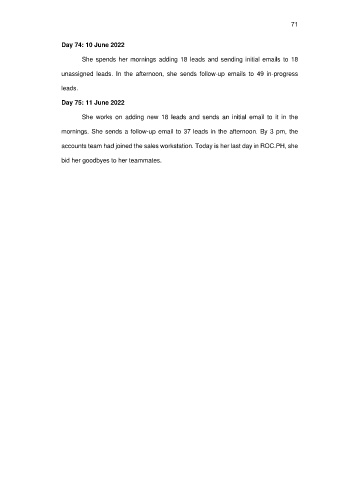 71
Day 74: 10 June 2022
She spends her mornings adding 18 leads and sending initial emails to 18
unassigned leads. In the afternoon, she sends follow-up emails to 49 in-progress
leads.
Day 75: 11 June 2022
She works on adding new 18 leads and sends an initial email to it in the
mornings. She sends a follow-up email to 37 leads in the afternoon. By 3 pm, the
accounts team had joined the sales workstation. Today is her last day in ROC.PH, she
bid her goodbyes to her teammates.